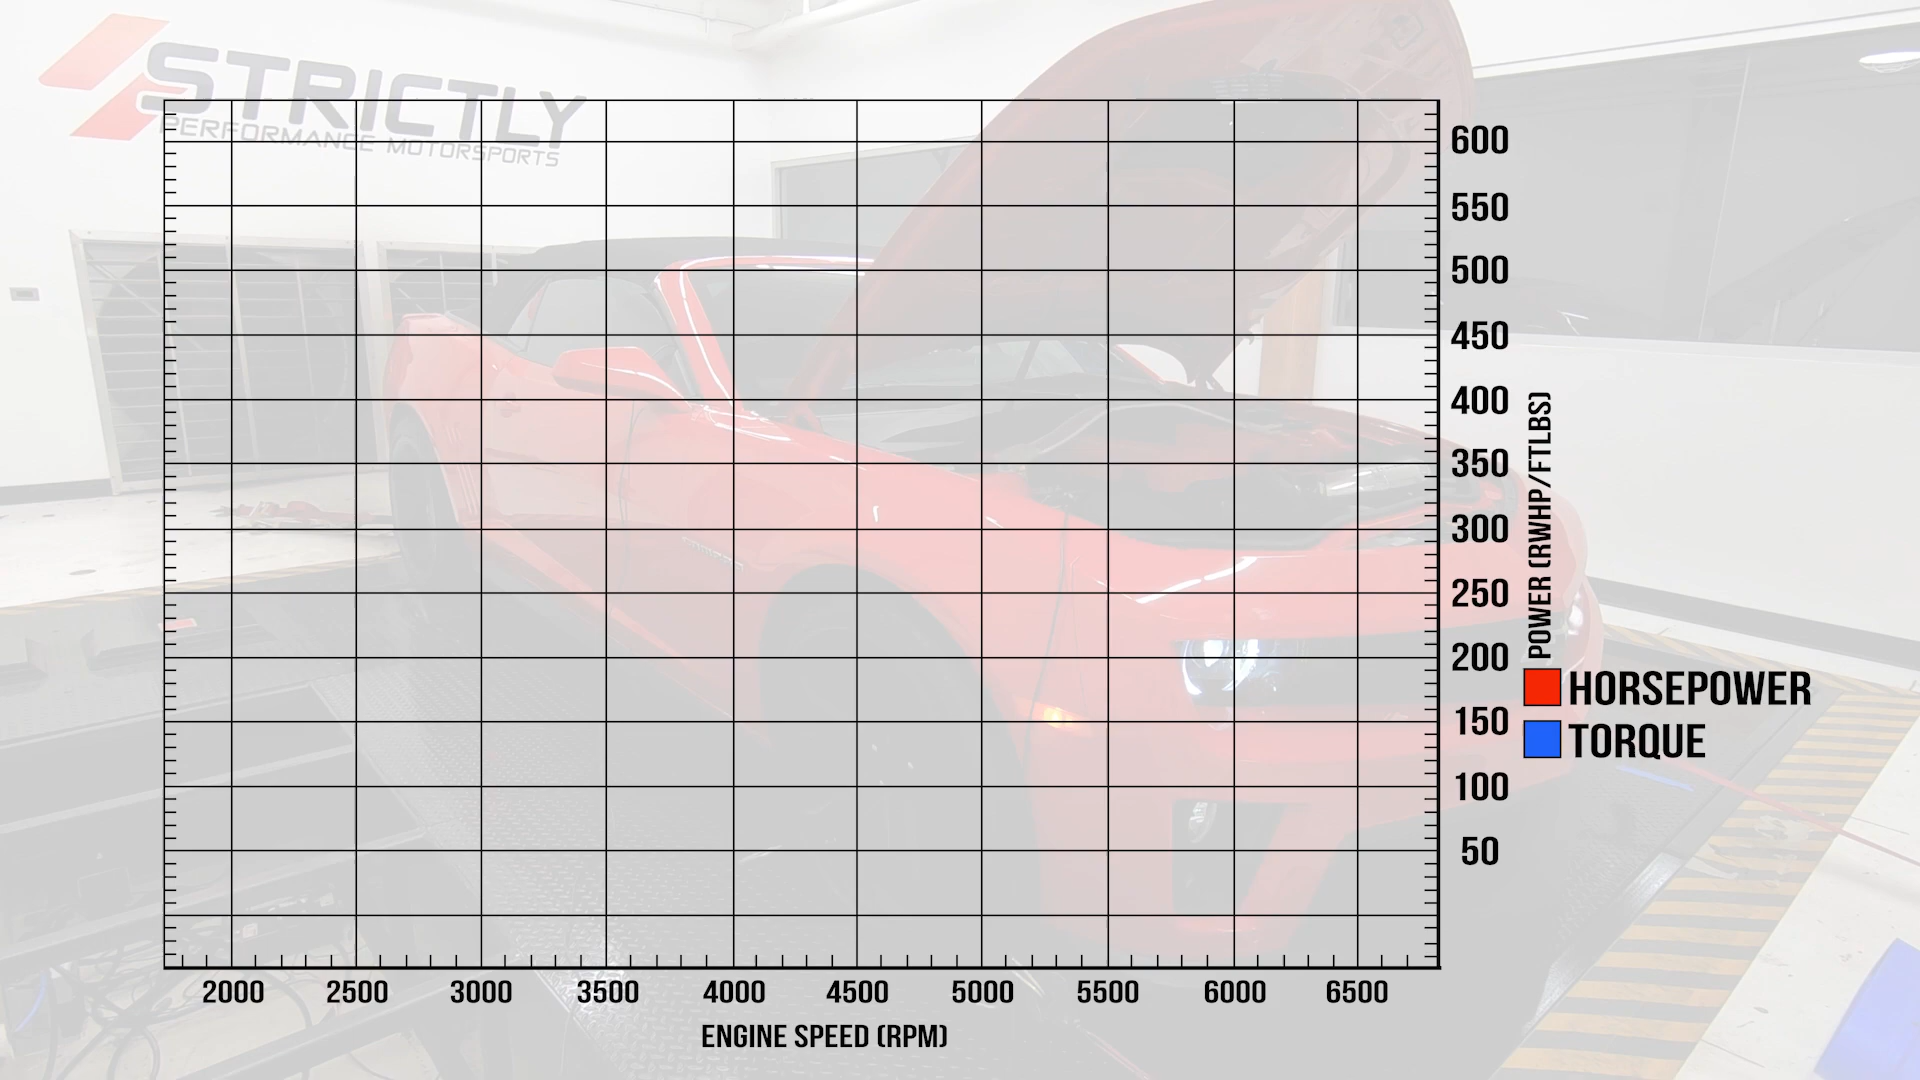 STRICTLY
PERFORMANCE MOTORSPORTS
600
550
500
450
400
350
300
250
200
150
100
50
POWER (RWHP/FTLBS)
HORSEPOWER
TORQUE
2000 2500 3000 3500 4000 4500 5000 5500 6000 6500
ENGINE SPEED (RPM)